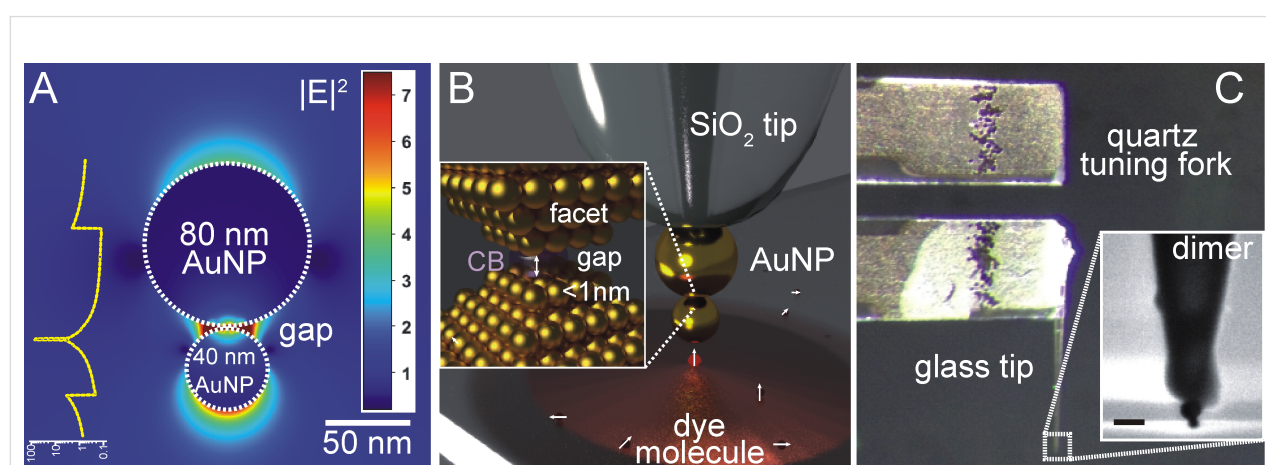 A
|E|²
7
6
5
4
3
2
1
80 nm
AuNP
gap
40 nm
AuNP
50 nm
100
10
1
0.1
B
SiO₂ tip
facet
CB
gap
<1nm
AuNP
dye
molecule
C
quartz
tuning fork
dimer
glass tip